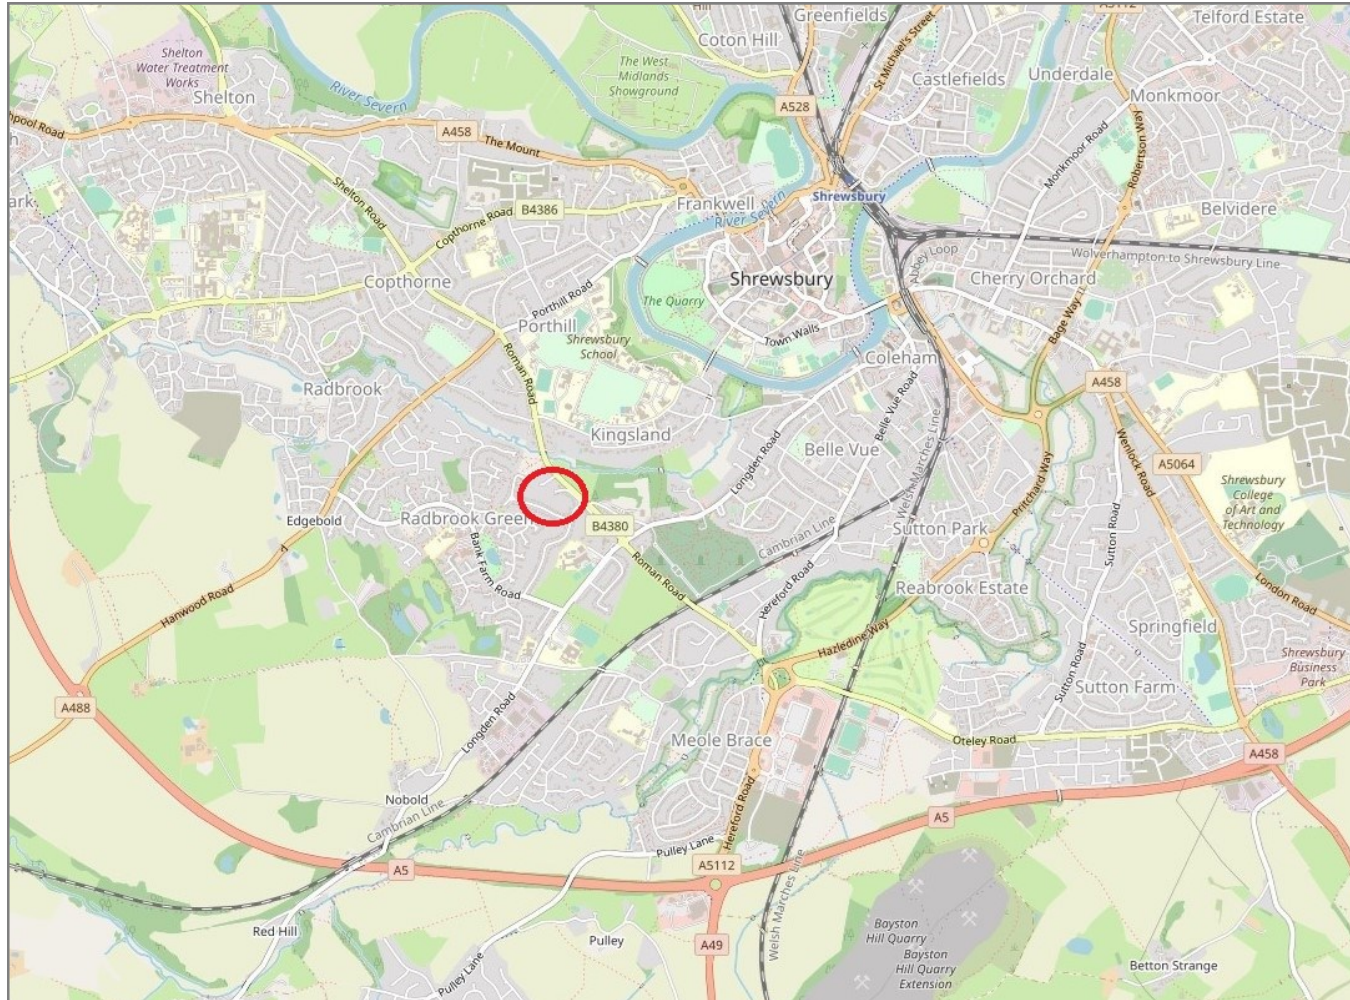 Hill
Greenfields
A5112
Telford Estate
Coton Hill
St Michael's Street
Shelton
Water Treatment
Works
The West
Midlands
Showground
Castlefields
Underdale
Shelton
River Severn
A528
Monkmoor
pool Road
A458
The Mount
Monkmoor Road
Robertson Way
Shelton Road
Shrewsbury
Frankwell
River Severn
B4386
Copthorne Road
Belvidere
Abbey Loop
Wolverhampton to Shrewsbury Line
Copthorne
Shrewsbury
Cherry Orchard
Porthill Road
The Quarry
Porthill
Shrewsbury
School
Town Walls
Bage Way
Roman Road
Coleham
Radbrook
A458
Belle Vue Road
Kingsland
Longden Road
Belle Vue
Welsh Marches Line
Wenlock Road
A5064
Pritchard Way
Shrewsbury
College
of Art and
Technology
Edgebold
Radbrook Green
B4380
Cambrian Line
Sutton Park
Sutton Road
Bank Farm Road
Roman Road
Hereford Road
Reabrook Estate
London Road
Hanwood Road
Hazledine Way
Springfield
Shrewsbury
Business
Park
Sutton Road
Sutton Farm
A488
Longden Road
Meole Brace
Oteley Road
A458
Nobold
Cambrian Line
Hereford Road
A5
Pulley Lane
A5
A5112
Welsh Marches Line
Red Hill
Pulley
A49
Pulley Lane
Bayston
Hill Quarry
Bayston
Hill Quarry
Extension
Betton Strange